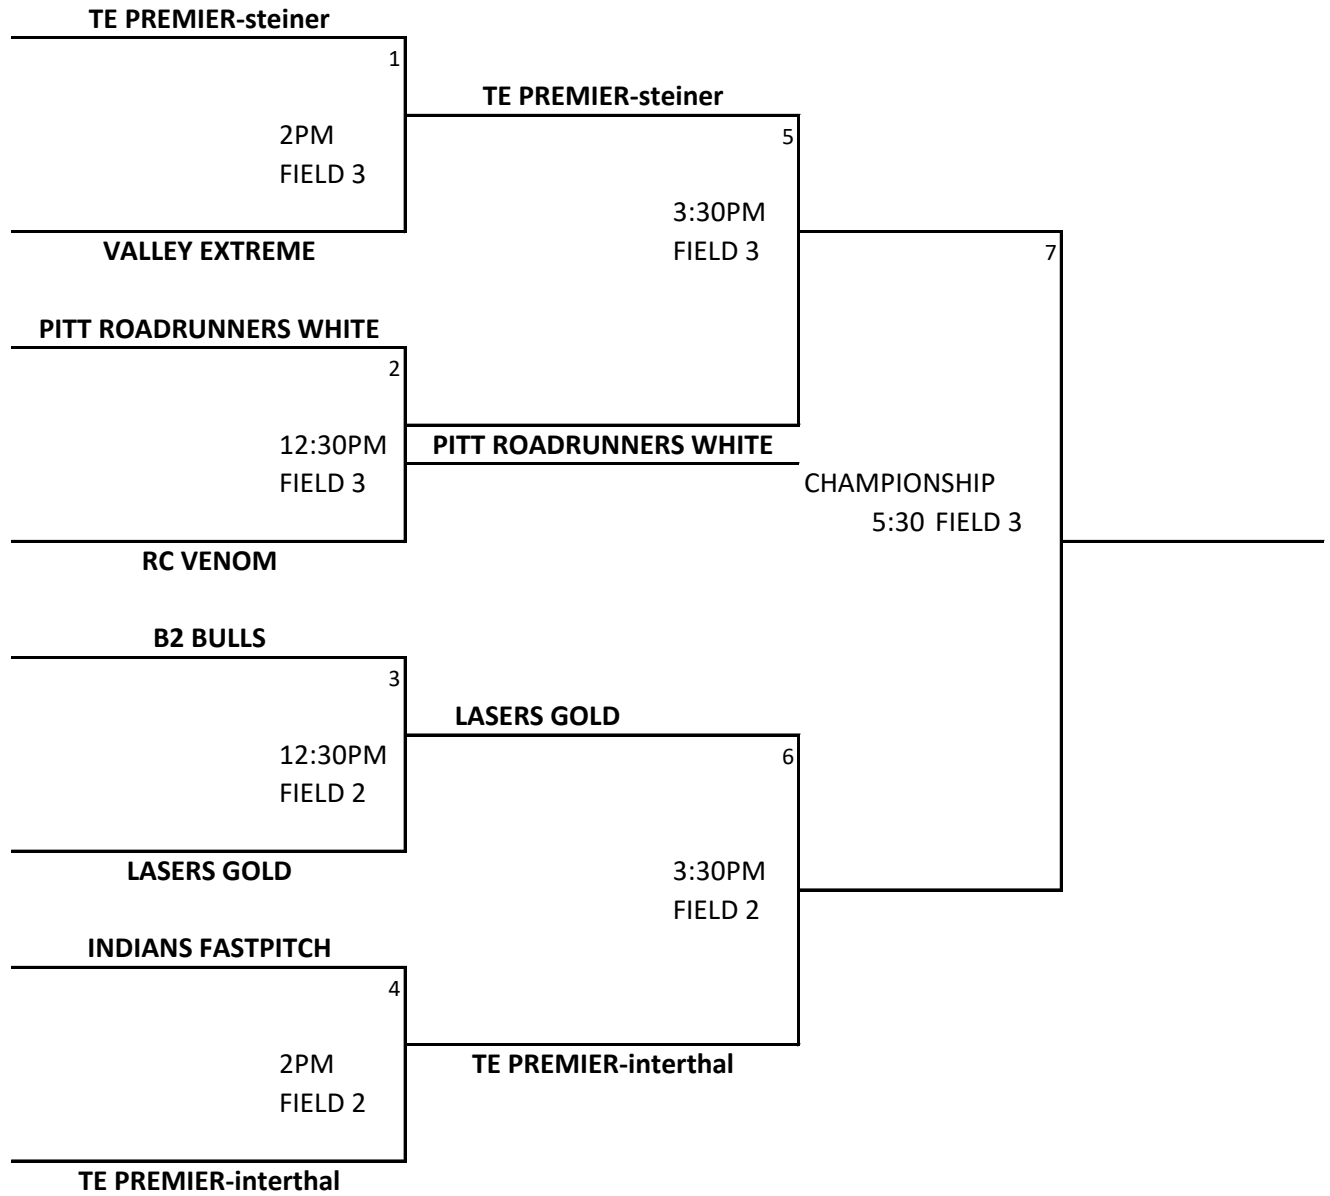 TE PREMIER-steiner
1
TE PREMIER-steiner
2PM
5
FIELD 3
3:30PM
VALLEY EXTREME
FIELD 3
7
PITT ROADRUNNERS WHITE
2
12:30PM
PITT ROADRUNNERS WHITE
FIELD 3
CHAMPIONSHIP
5:30 FIELD 3
RC VENOM
B2 BULLS
3
LASERS GOLD
12:30PM
6
FIELD 2
LASERS GOLD
3:30PM
FIELD 2
INDIANS FASTPITCH
4
2PM
TE PREMIER-interthal
FIELD 2
TE PREMIER-interthal